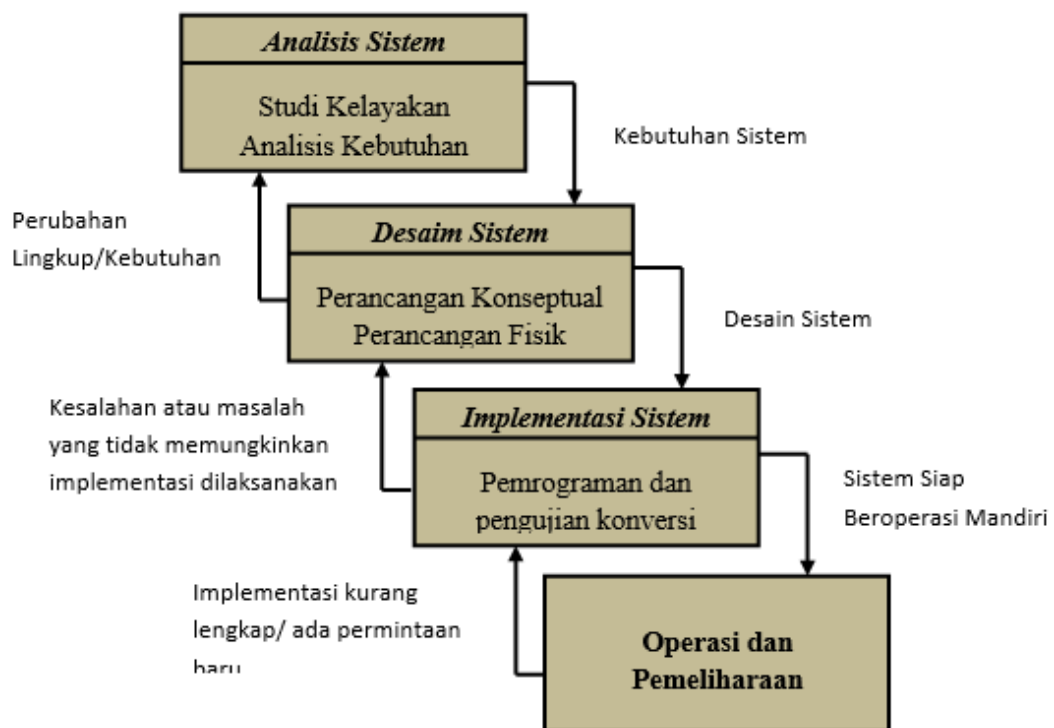 Analisis Sistem
Studi Kelayakan
Analisis Kebutuhan
Kebutuhan Sistem
Perubahan
Lingkup/Kebutuhan
Desaim Sistem
Perancangan Konseptual
Perancangan Fisik
Desain Sistem
Kesalahan atau masalah
yang tidak memungkinkan
implementasi dilaksanakan
Implementasi Sistem
Pemrograman dan
pengujian konversi
Sistem Siap
Beroperasi Mandiri
Implementasi kurang
lengkap/ ada permintaan
baru
Operasi dan
Pemeliharaan